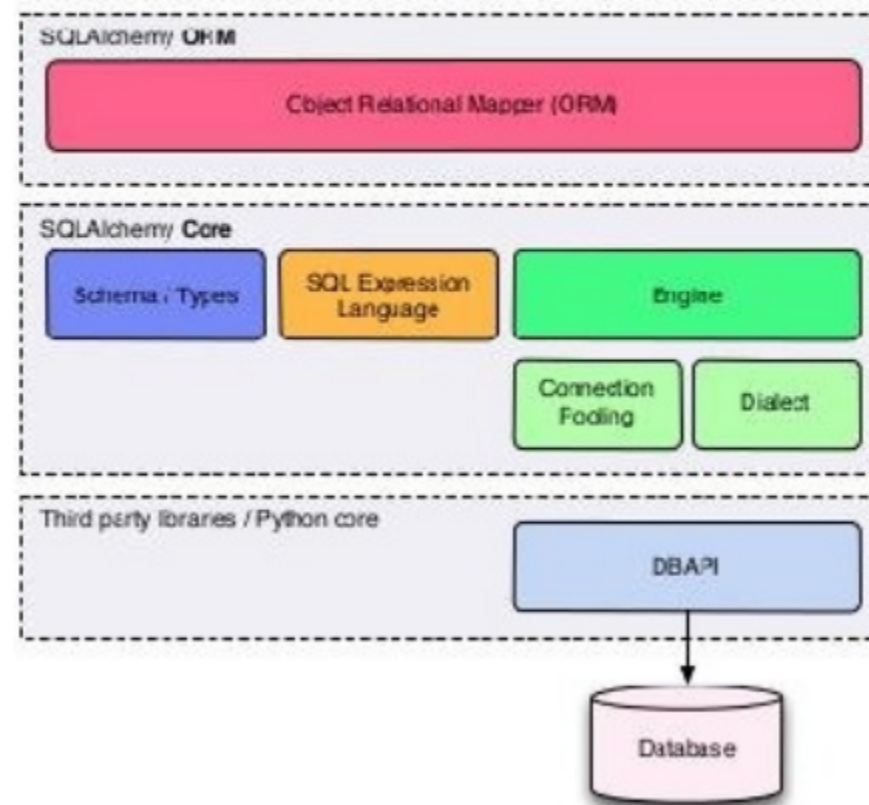 SQLAlchemy ORM
Object Relational Mapper (ORM)
SQLAlchemy Core
Schema / Types
SQL Expression
Language
Engine
Connection
Pooling
Dialect
Third party libraries / Python core
DBAPI
Database